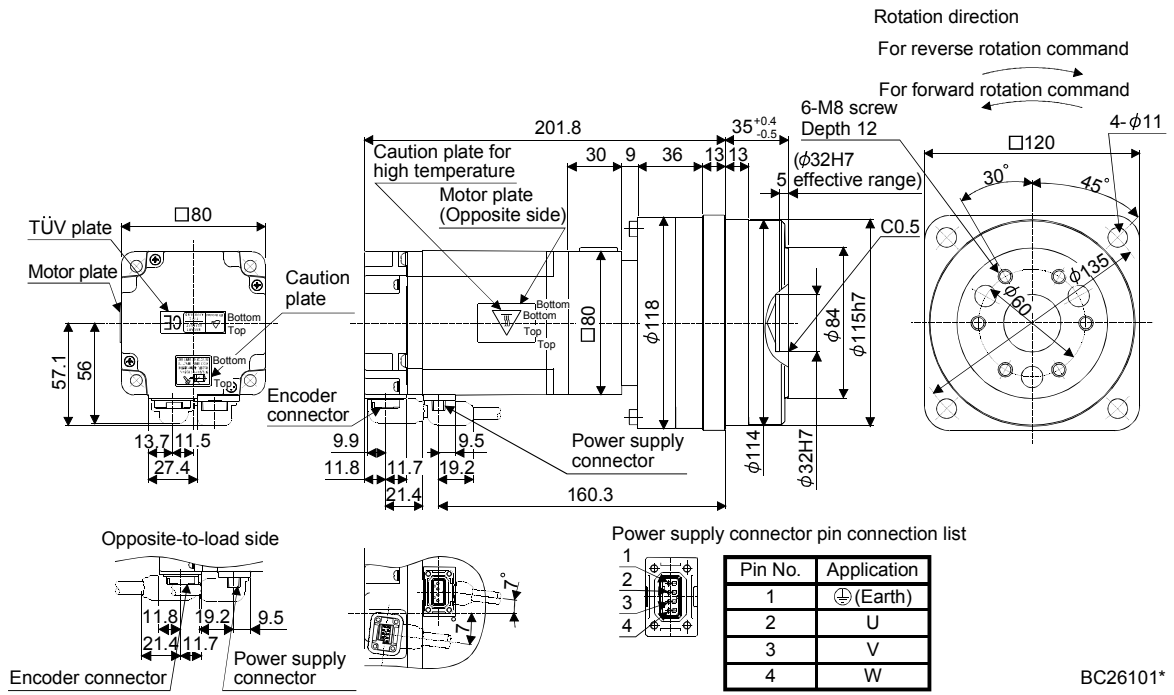 Rotation direction
For reverse rotation command
For forward rotation command
6-M8 screw
Depth 12
4-ϕ11
201.8
35 +0.4 -0.5
□120
Caution plate for
high temperature
30
9
36
13
13
(ϕ32H7
effective range)
5
30°
45°
Motor plate
(Opposite side)
□80
TÜV plate
C0.5
Motor plate
Caution
plate
Bottom
Top
Bottom
Top
Bottom
Bottom
Top
Top
□80
ϕ118
ϕ84
ϕ115h7
ϕ135
ϕ60
57.1
56
Encoder
connector
Power supply
connector
ϕ114
ϕ32H7
13.7
11.5
27.4
9.9
11.8
11.7
21.4
9.5
19.2
160.3
Opposite-to-load side
11.8
19.2
9.5
21.4
11.7
Encoder connector
Power supply
connector
7°
7°
Power supply connector pin connection list
1
2
3
4
Pin No. Application
1 ⏚ (Earth)
2 U
3 V
4 W
BC26101*